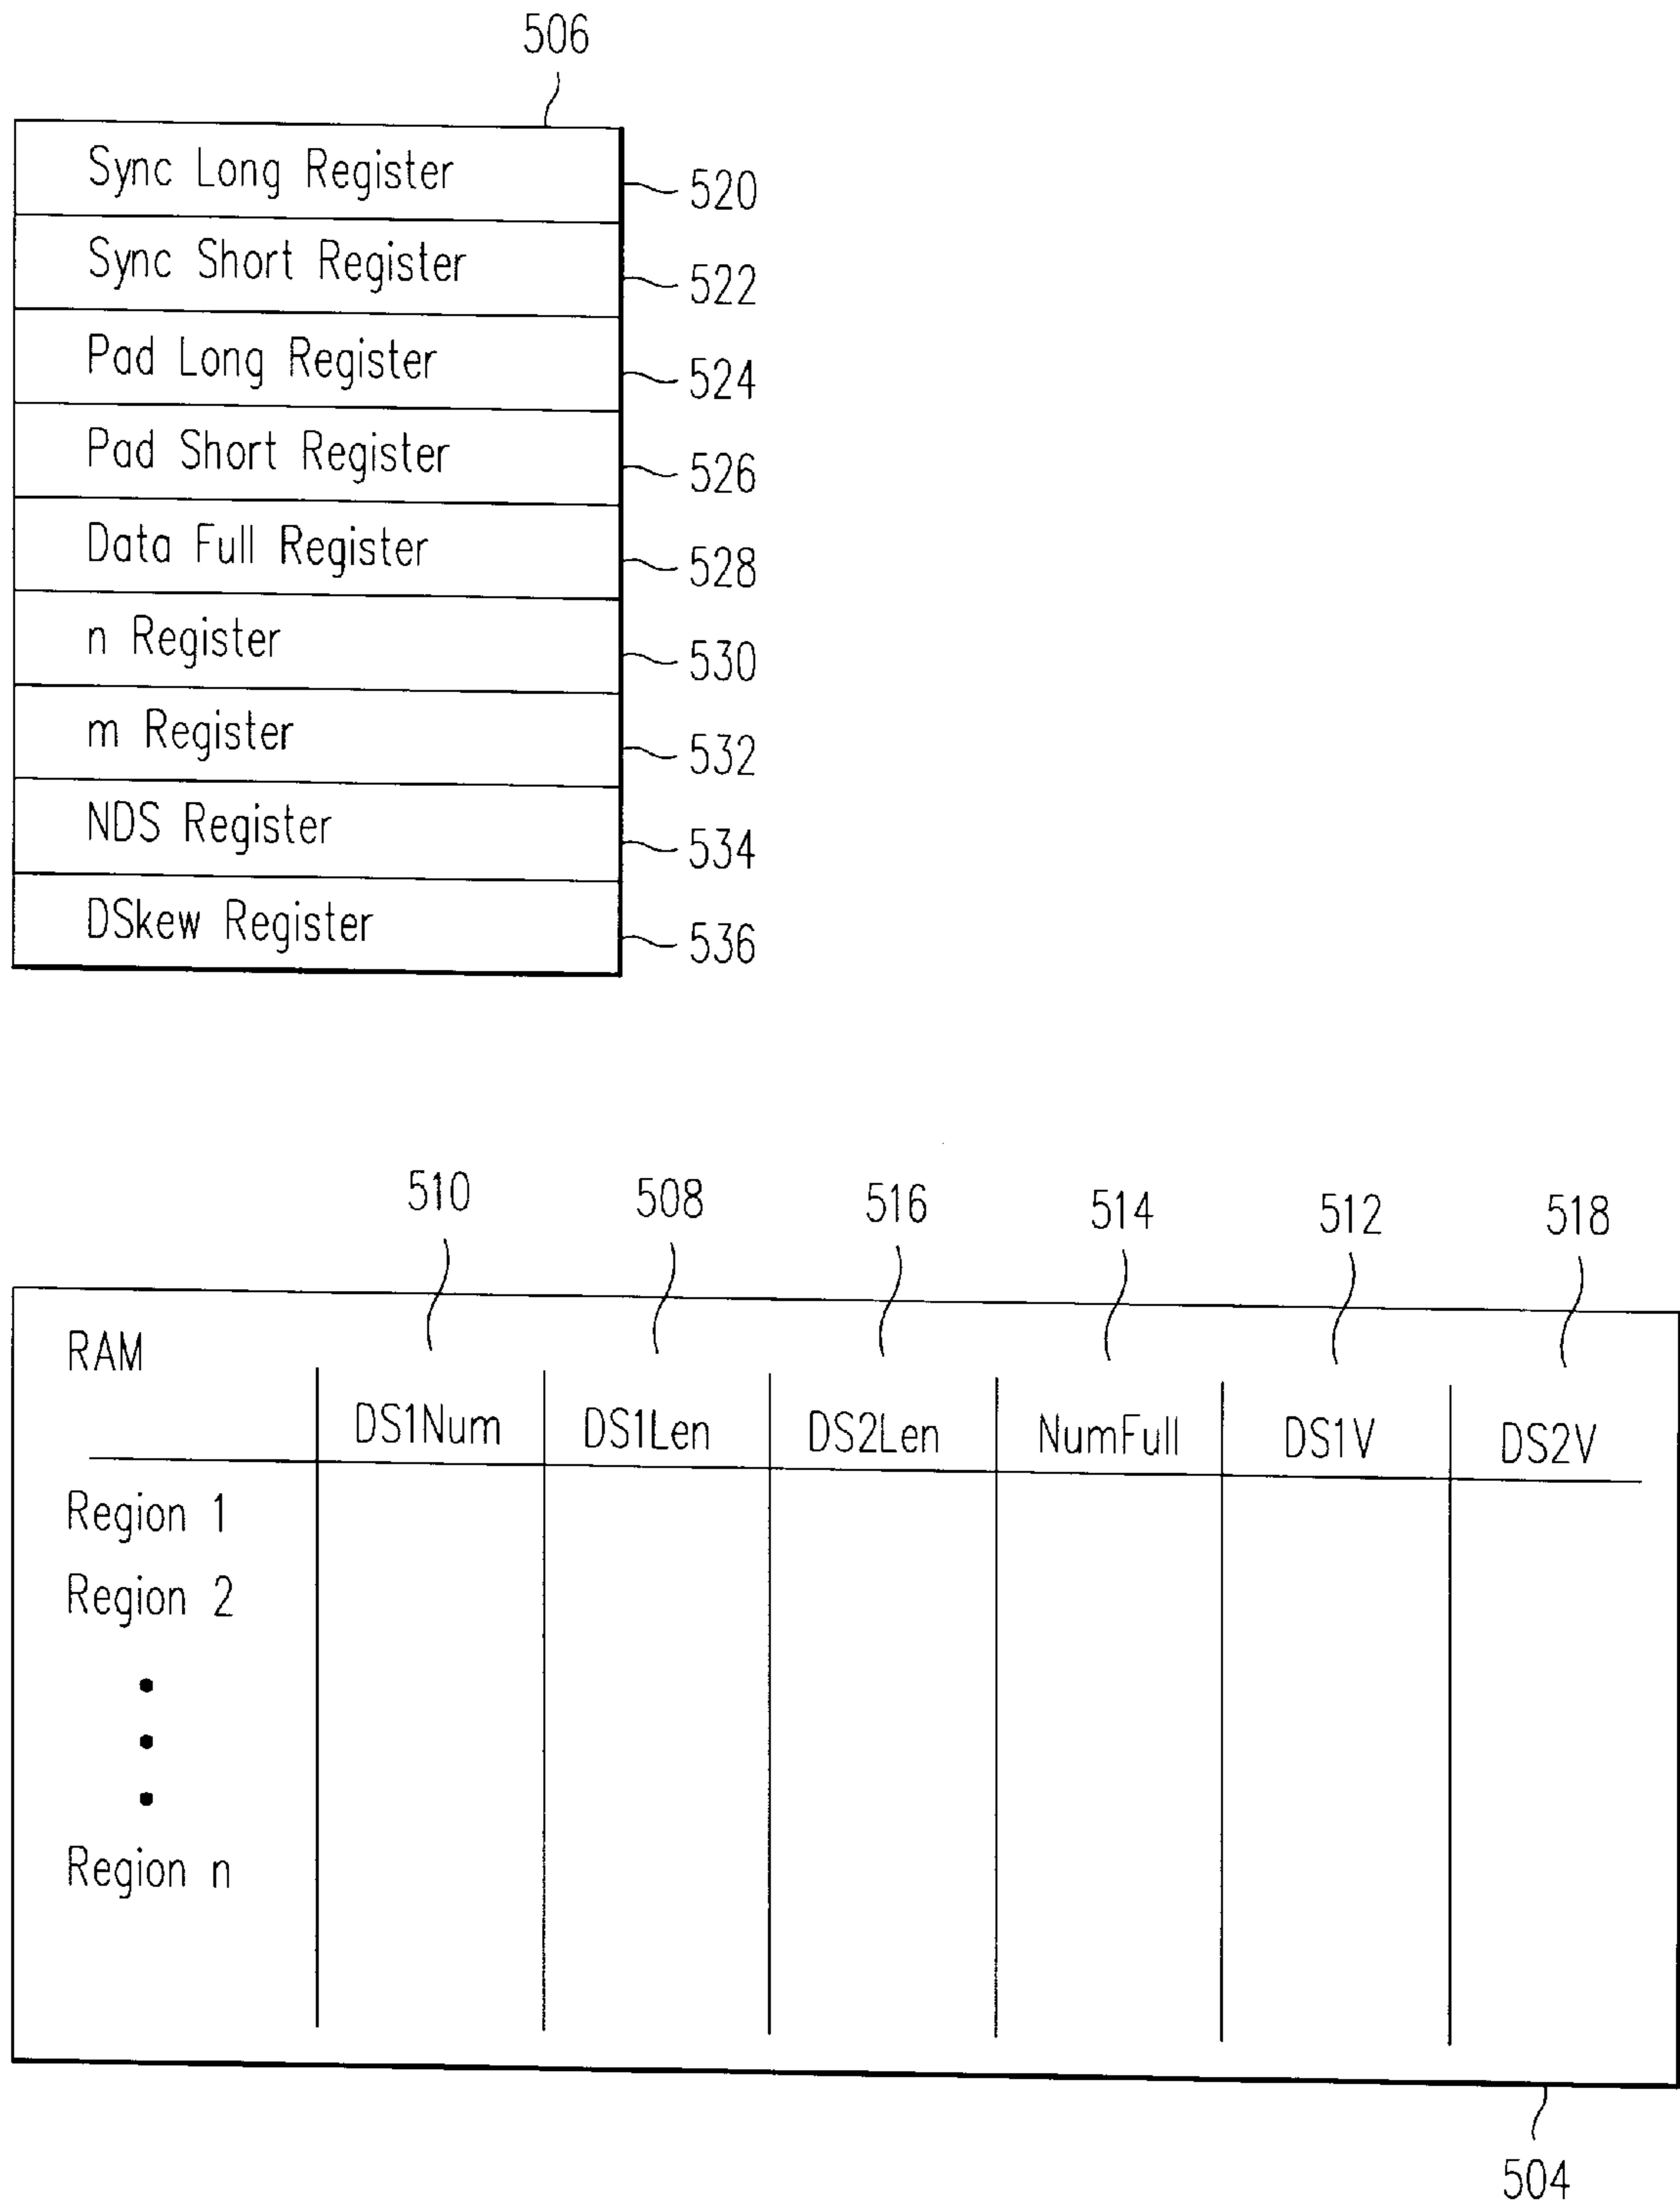 506
Sync Long Register 520
Sync Short Register 522
Pad Long Register 524
Pad Short Register 526
Data Full Register 528
n Register 530
m Register 532
NDS Register 534
DSkew Register 536
510 508 516 514 512 518
RAM
DS1Num DS1Len DS2Len NumFull DS1V DS2V
Region 1
Region 2
Region n
504